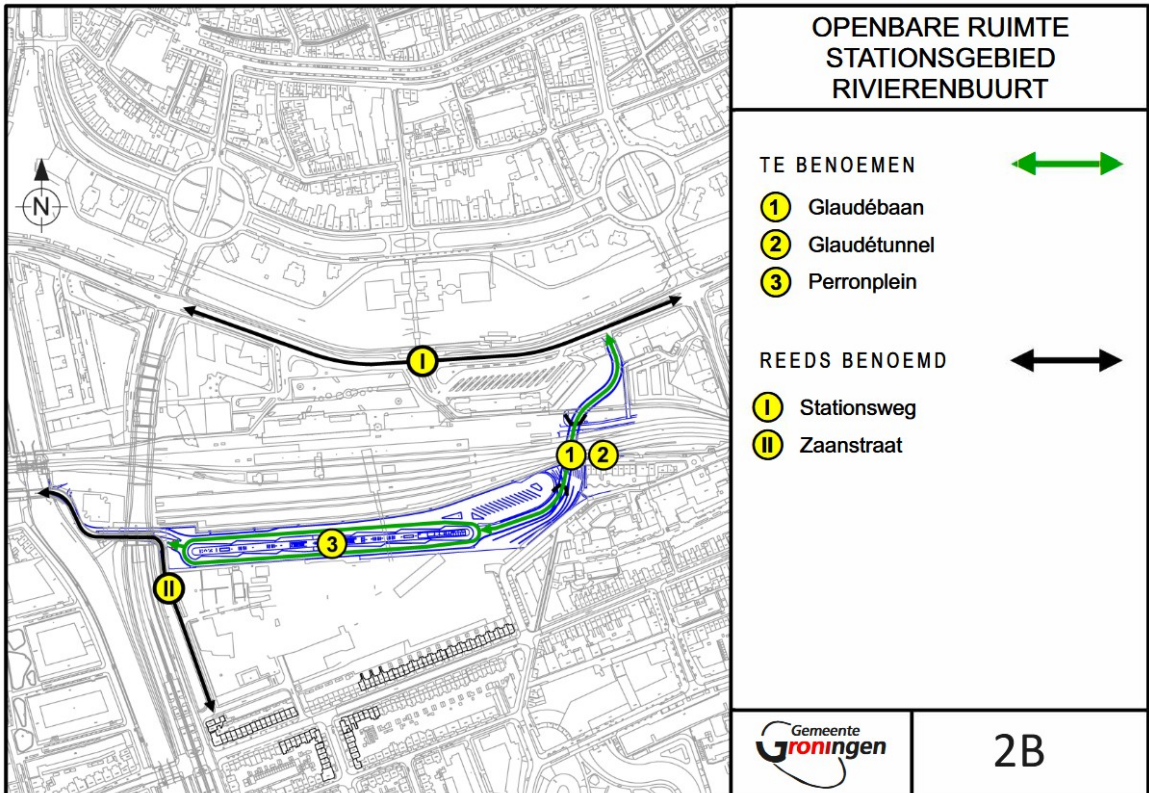 OPENBARE RUIMTE
STATIONSGEBIED
RIVIERENBUURT
TE BENOEMEN
1 Glaudébaan
2 Glaudétunnel
3 Perronplein
REEDS BENOEMD
I Stationsweg
II Zaanstraat
N
I
1 2
3
II
Gemeente
Groningen
2B